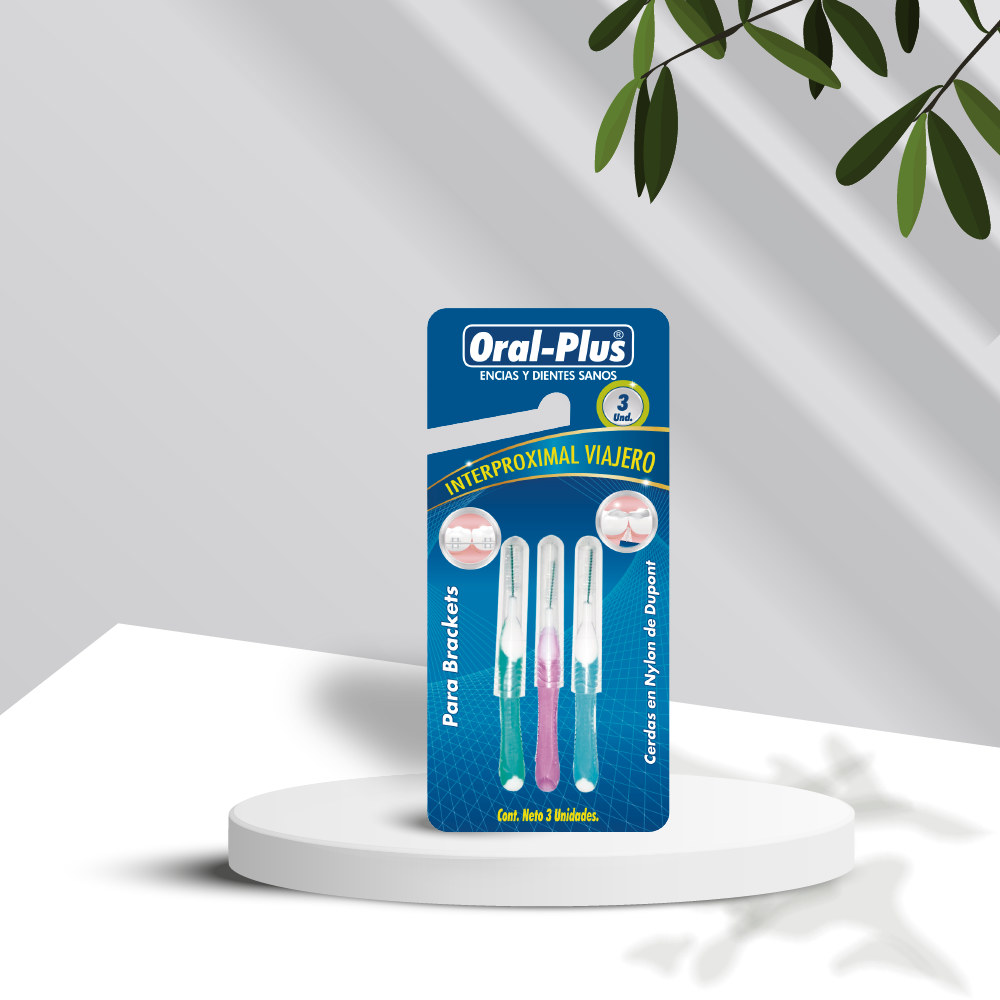 Oral-Plus®
ENCIAS Y DIENTES SANOS
3
Und.
INTERPROXIMAL VIAJERO
Para Brackets
Cerdas en Nylon de Dupont
Cont. Neto 3 Unidades.